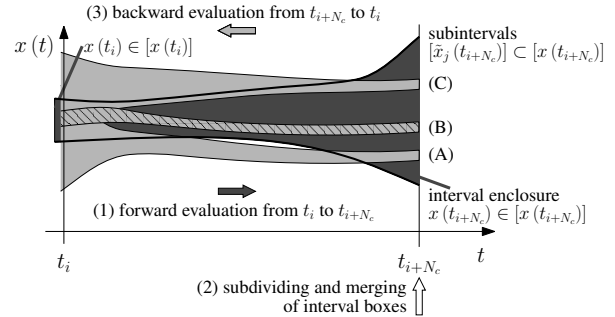 (3) backward evaluation from t_{i+N_c} to t_i
x (t)
x (t_i) ∈ [x (t_i)]
subintervals
[x̃_j (t_{i+N_c})] ⊂ [x (t_{i+N_c})]
(C)
(B)
(A)
(1) forward evaluation from t_i to t_{i+N_c}
interval enclosure
x (t_{i+N_c}) ∈ [x (t_{i+N_c})]
t_i
t_{i+N_c}
t
(2) subdividing and merging
of interval boxes